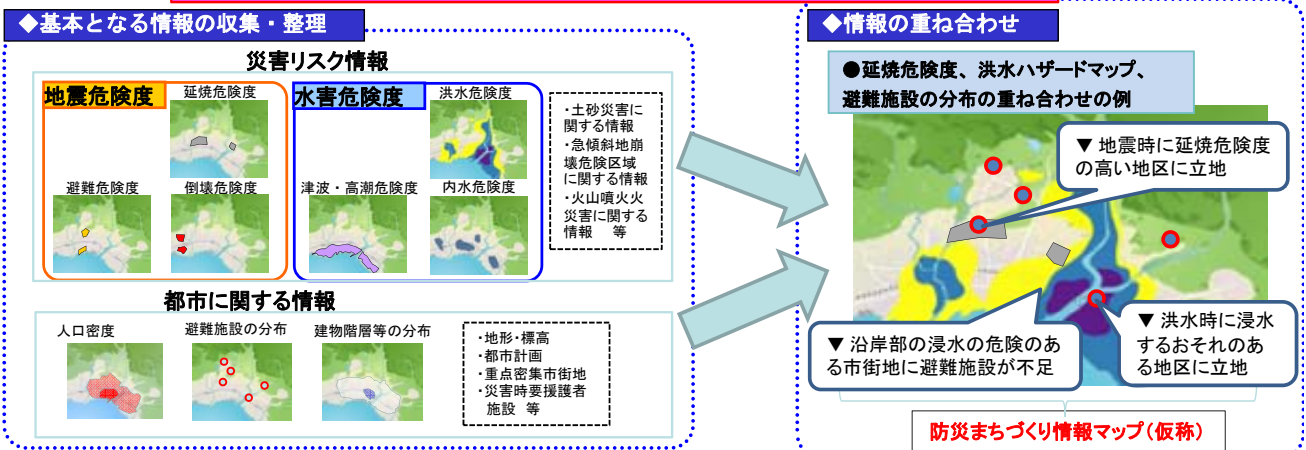 ◆基本となる情報の収集・整理
災害リスク情報
地震危険度
延焼危険度
避難危険度
倒壊危険度
水害危険度
洪水危険度
津波・高潮危険度
内水危険度
・土砂災害に
関する情報
・急傾斜地崩
壊危険区域
に関する情報
・火山噴火火
災害に関する
情報 等
都市に関する情報
人口密度
避難施設の分布
建物階層等の分布
・地形・標高
・都市計画
・重点密集市街地
・災害時要援護者
施設 等
◆情報の重ね合わせ
●延焼危険度、洪水ハザードマップ、
避難施設の分布の重ね合わせの例
▼ 地震時に延焼危険度
の高い地区に立地
▼ 沿岸部の浸水の危険のあ
る市街地に避難施設が不足
▼ 洪水時に浸水
するおそれのあ
る地区に立地
防災まちづくり情報マップ(仮称)